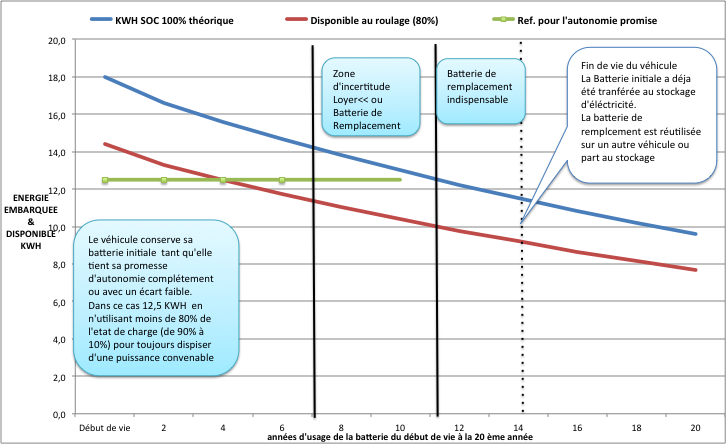 KWH SOC 100% théorique
Disponible au roulage (80%)
Ref. pour l'autonomie promise
20,0
18,0
16,0
14,0
12,0
10,0
8,0
6,0
4,0
2,0
0,0
ENERGIE
EMBARQUEE
&
DISPONIBLE
KWH
Zone
d'incertitude
Loyer<< ou
Batterie de
Remplacement
Batterie de
remplacement
indispensable
Fin de vie du véhicule
La Batterie initiale a déja
été tranférée au stockage
d'éléctricité.
La batterie de
remplcement est réutilisée
sur un autre véhicule ou
part au stockage
Le véhicule conserve sa
batterie initiale tant qu'elle
tient sa promesse
d'autonomie complétement
ou avec un écart faible.
Dans ce cas 12,5 KWH en
n'utilisant moins de 80% de
l'etat de charge (de 90% à
10%) pour toujours dispiser
d'une puissance convenable
Début de vie 2 4 6 8 10 12 14 16 18 20
années d'usage de la batterie du début de vie à la 20 ème année